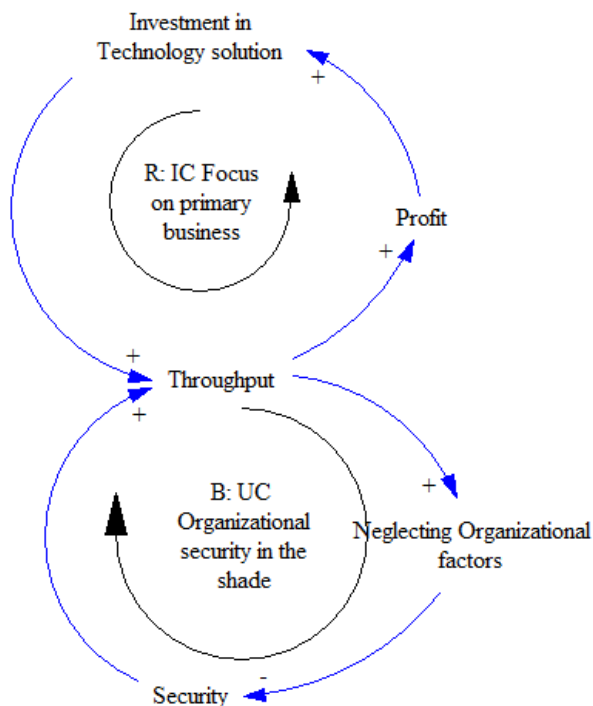 Investment in
Technology solution
+
R: IC Focus
on primary
business
Profit
+
+
Throughput
+
B: UC
Organizational
security in the
shade
+
Neglecting Organizational
factors
-
Security